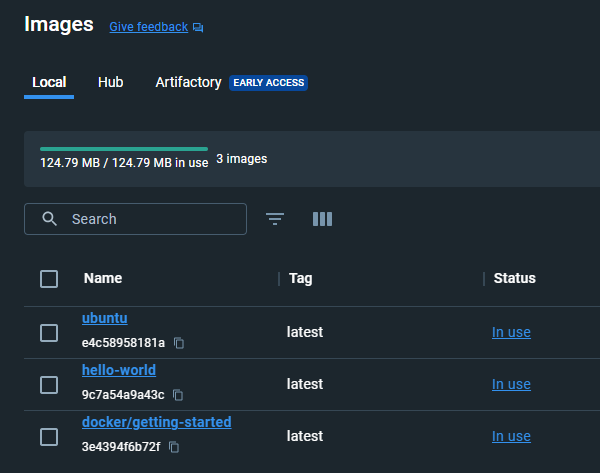 Images Give feedback
Local Hub Artifactory EARLY ACCESS
124.79 MB / 124.79 MB in use 3 images
Search
Name Tag Status
ubuntu
e4c58958181a
latest In use
hello-world
9c7a54a9a43c
latest In use
docker/getting-started
3e4394f6b72f
latest In use